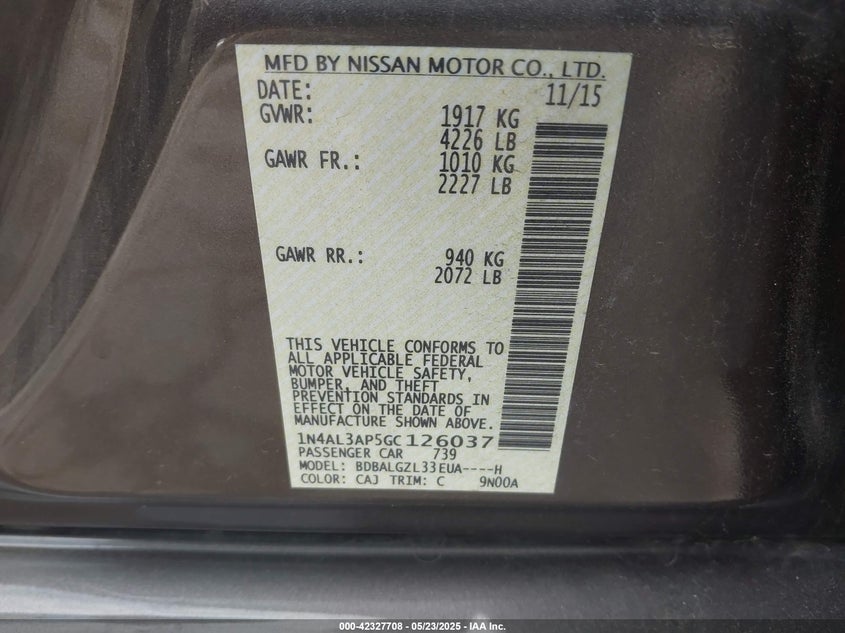 MFD BY NISSAN MOTOR CO., LTD.
DATE: 11/15
GVWR: 1917 KG
4226 LB
GAWR FR.: 1010 KG
2227 LB
GAWR RR.: 940 KG
2072 LB
THIS VEHICLE CONFORMS TO
ALL APPLICABLE FEDERAL
MOTOR VEHICLE SAFETY,
BUMPER, AND THEFT
PREVENTION STANDARDS IN
EFFECT ON THE DATE OF
MANUFACTURE SHOWN ABOVE.
1N4AL3AP5GC126037
PASSENGER CAR 739
MODEL: BDBALGZL33EUA----H
COLOR: CAJ TRIM: C 9N00A
000-42327708 - 05/23/2025 - IAA Inc.